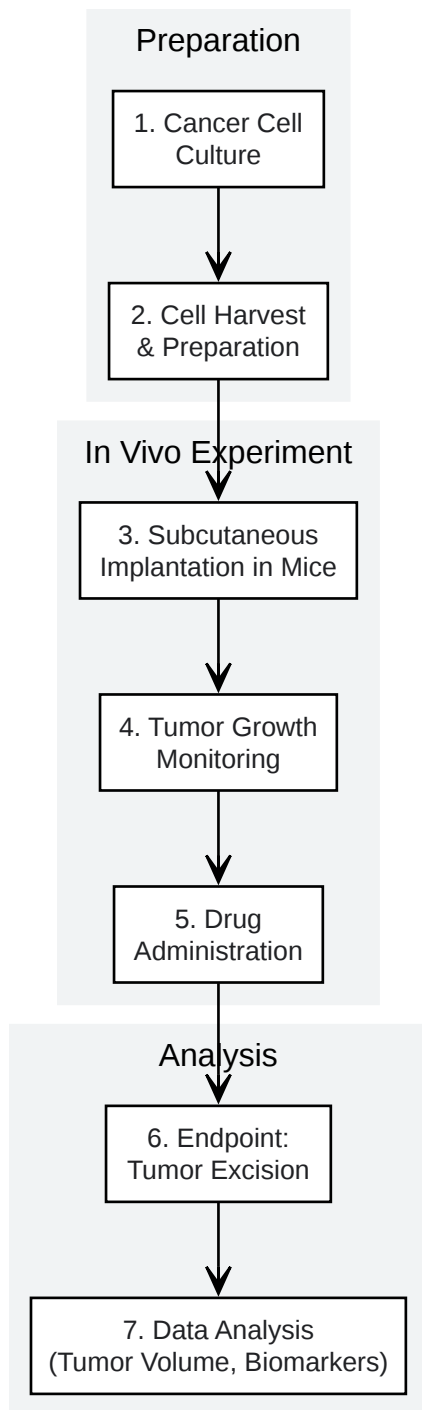 Preparation
1. Cancer Cell
Culture
2. Cell Harvest
& Preparation
In Vivo Experiment
3. Subcutaneous
Implantation in Mice
4. Tumor Growth
Monitoring
5. Drug
Administration
Analysis
6. Endpoint:
Tumor Excision
7. Data Analysis
(Tumor Volume, Biomarkers)